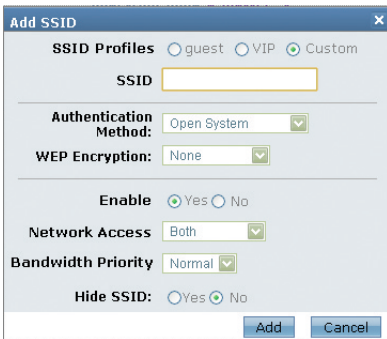 Add SSID
SSID Profiles guest VIP Custom
SSID
Authentication Method: Open System
WEP Encryption: None
Enable Yes No
Network Access Both
Bandwidth Priority Normal
Hide SSID: Yes No
Add Cancel